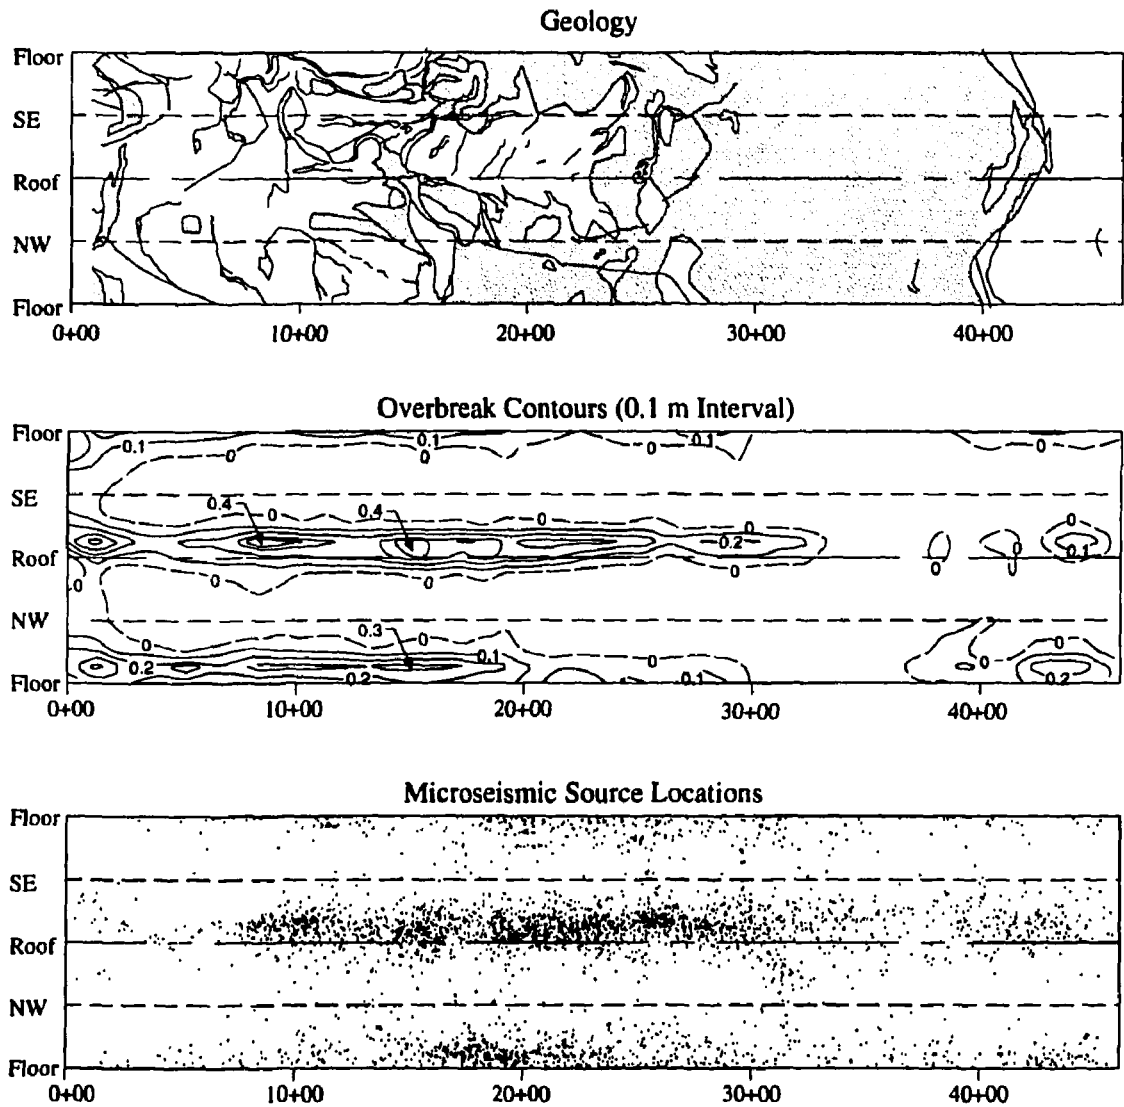 Geology
Floor
SE
Roof
NW
Floor
0+00 10+00 20+00 30+00 40+00
Overbreak Contours (0.1 m Interval)
Floor
0.1 0 0.1 0 0 0.1 0
SE
0.4 0 0.4 0 0 0
0.2 0 0.1
Roof
0 0 0 0 0 0
NW
0 0.3 0 0.1 0 0 0
0.2 0.2 0.1 0.2
Floor
0+00 10+00 20+00 30+00 40+00
Microseismic Source Locations
Floor
SE
Roof
NW
Floor
0+00 10+00 20+00 30+00 40+00